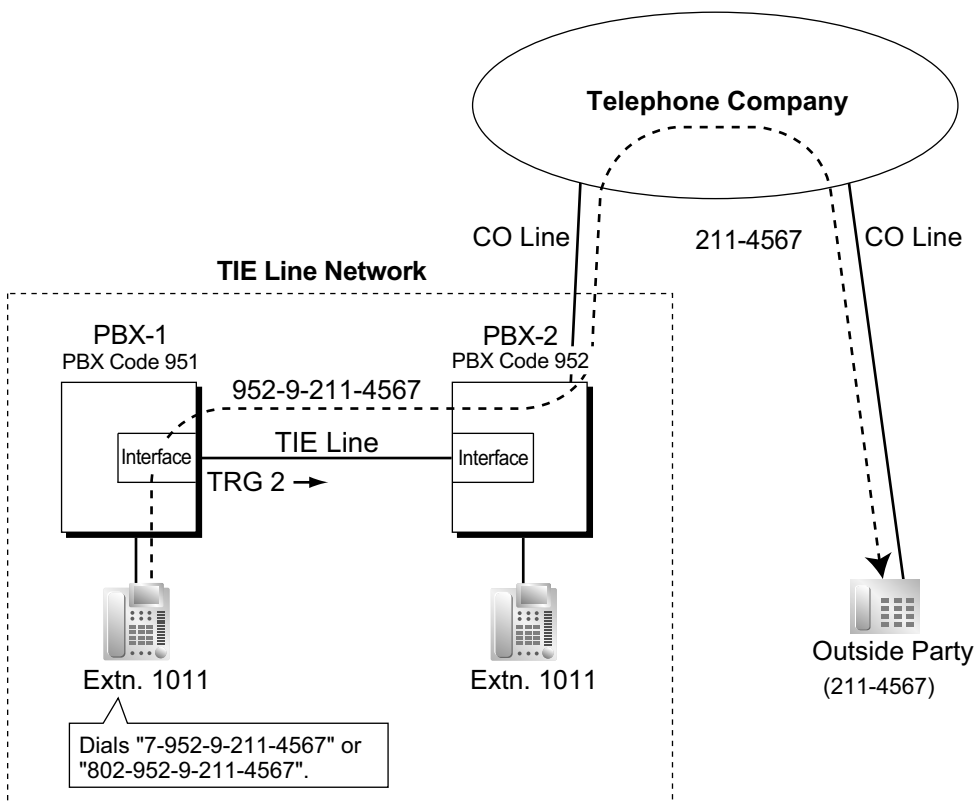 Telephone Company
CO Line
211-4567
CO Line
TIE Line Network
PBX-1
PBX Code 951
PBX-2
PBX Code 952
952-9-211-4567
Interface
TIE Line
Interface
TRG 2
Extn. 1011
Extn. 1011
Outside Party
(211-4567)
Dials "7-952-9-211-4567" or
"802-952-9-211-4567".